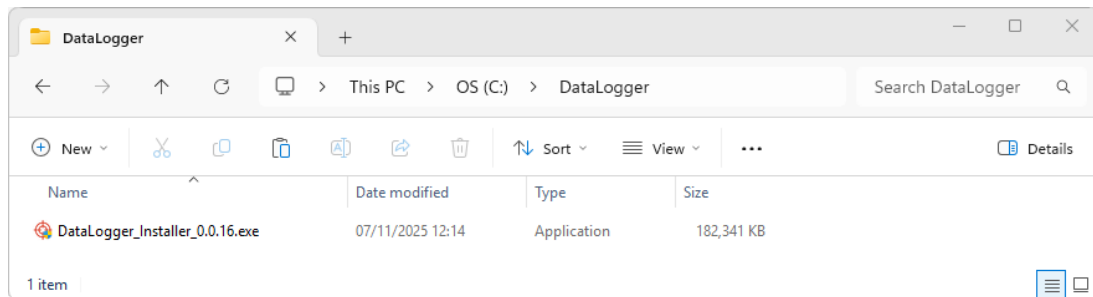 DataLogger
This PC > OS (C:) > DataLogger Search DataLogger
New Sort View ... Details
Name Date modified Type Size
DataLogger_Installer_0.0.16.exe 07/11/2025 12:14 Application 182,341 KB
1 item